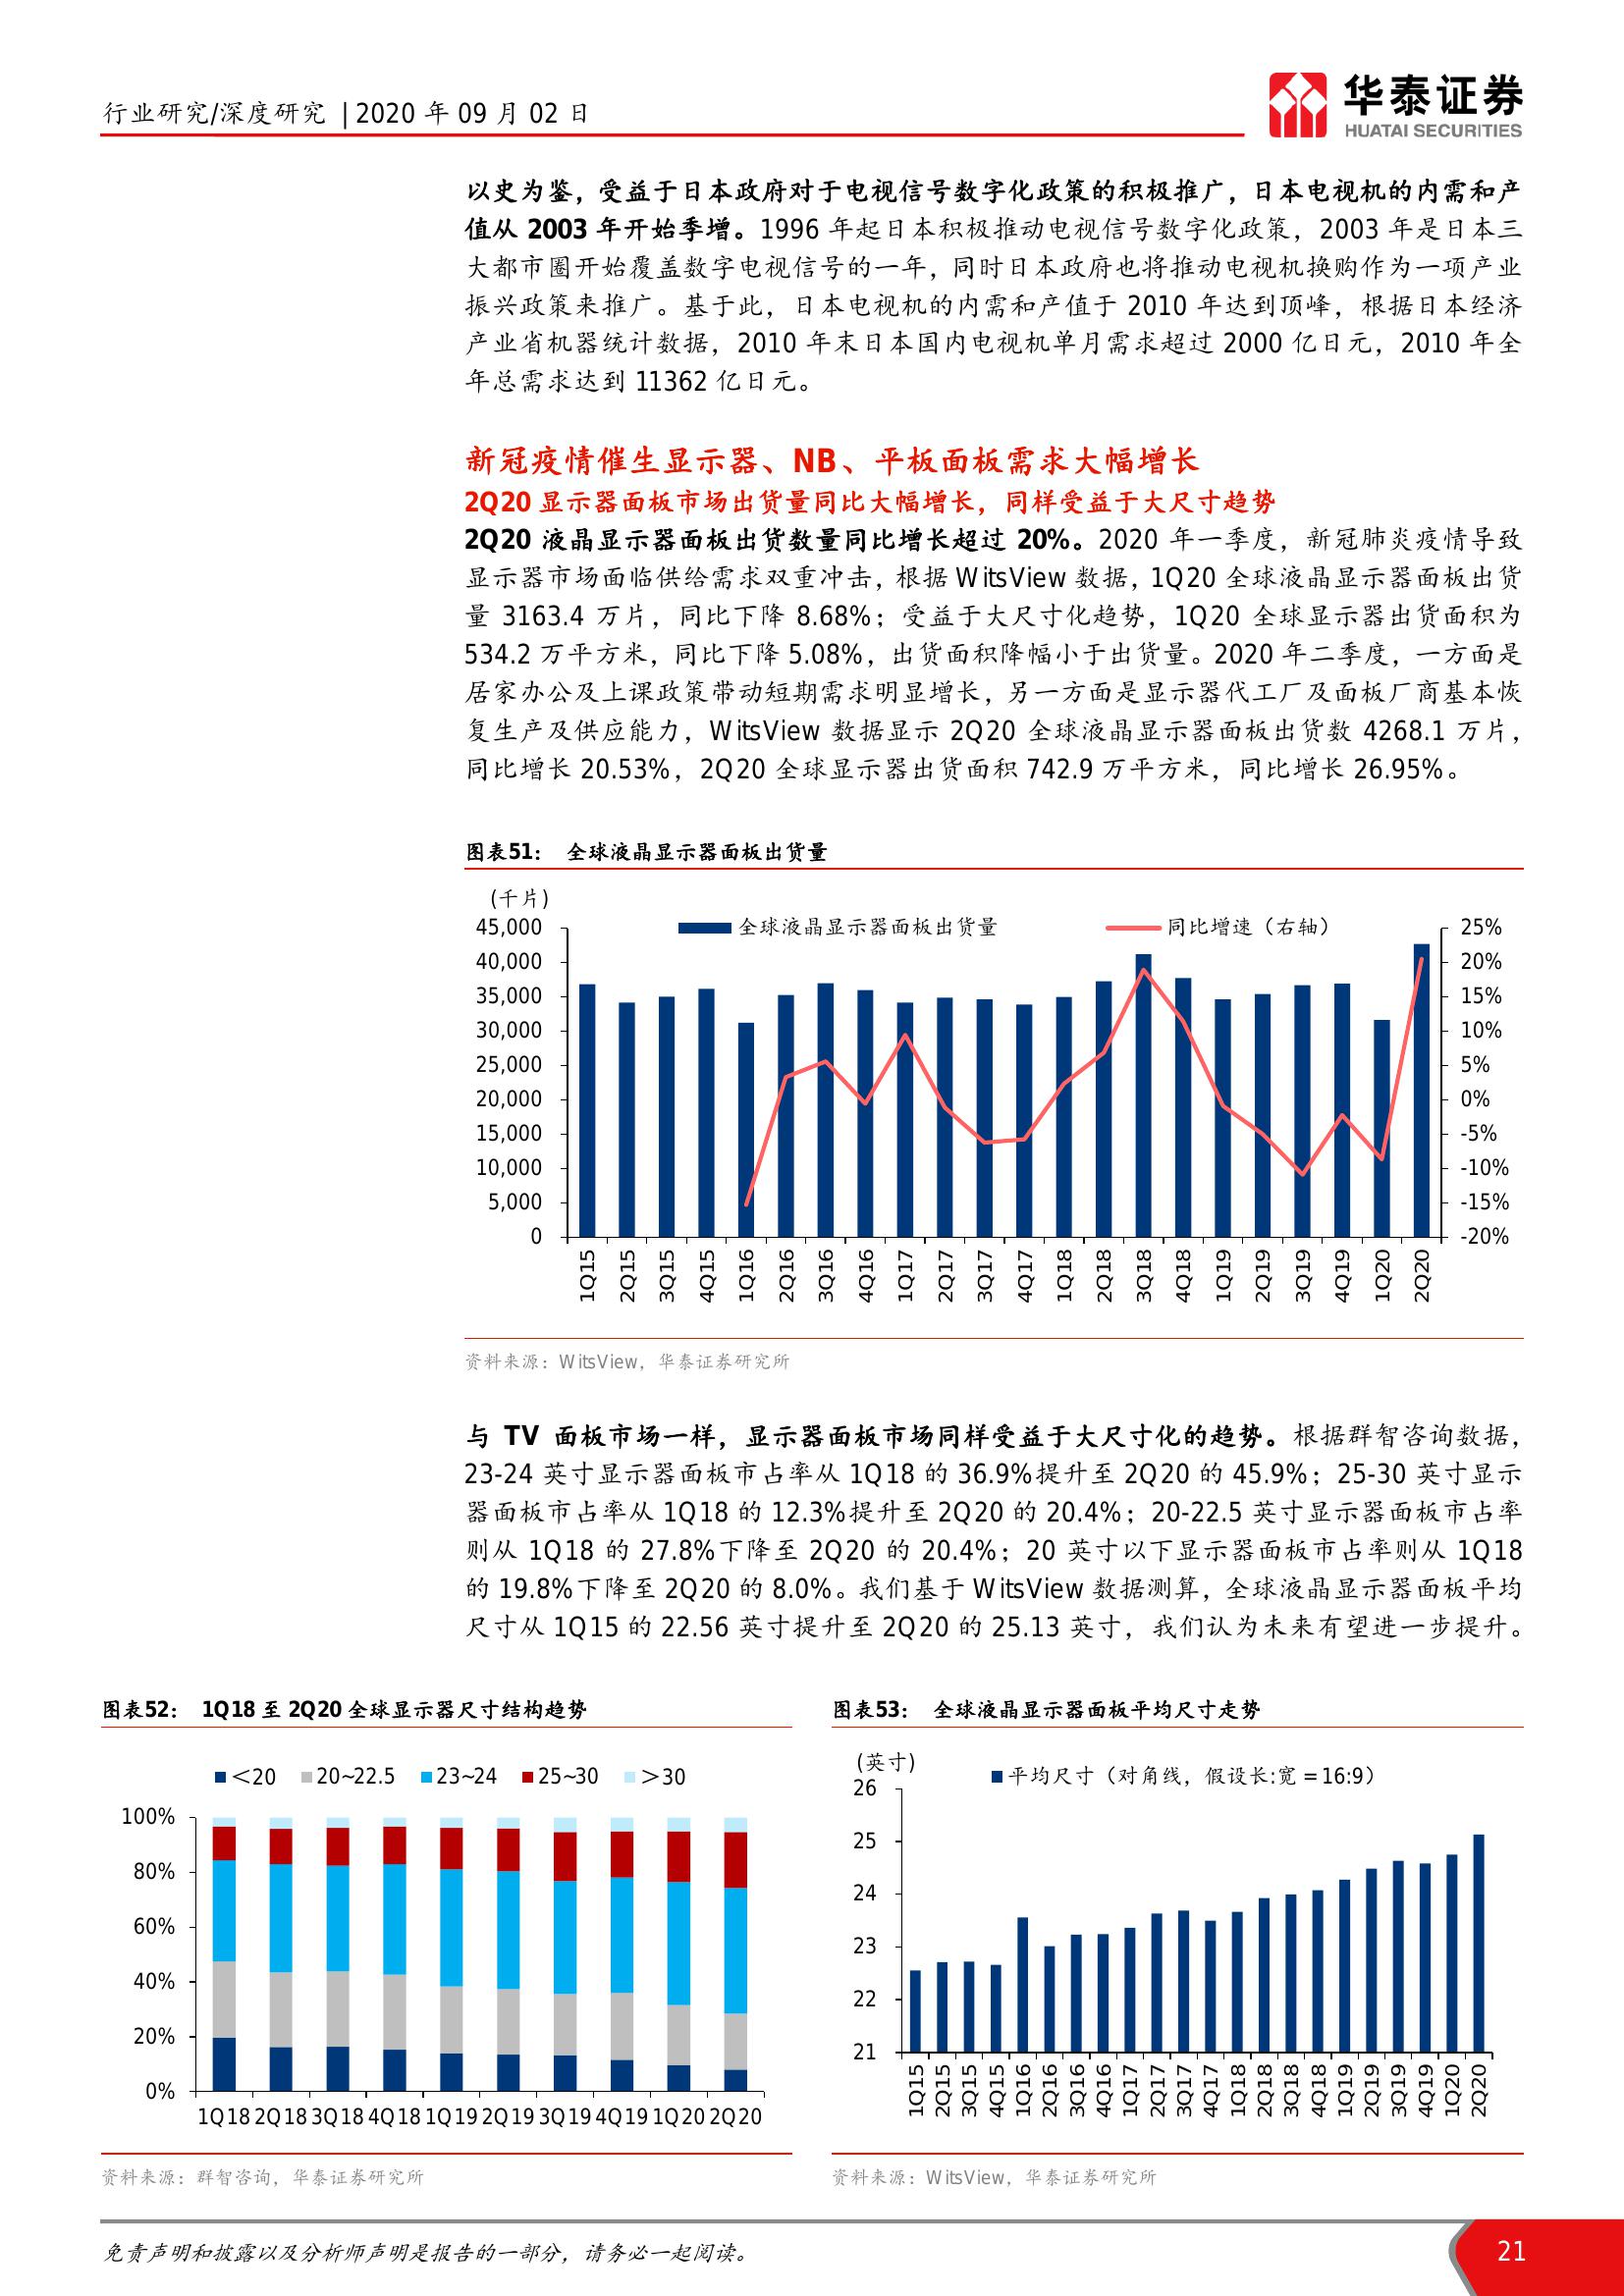 行业研究/深度研究 | 2020 年 09 月 02 日
华泰证券
HUATAI SECURITIES
以史为鉴，受益于日本政府对于电视信号数字化政策的积极推广，日本电视机的内需和产
值从 2003 年开始季增。1996 年起日本积极推动电视信号数字化政策，2003 年是日本三
大都市圈开始覆盖数字电视信号的一年，同时日本政府也将推动电视机换购作为一项产业
振兴政策来推广。基于此，日本电视机的内需和产值于 2010 年达到顶峰，根据日本经济
产业省机器统计数据，2010 年末日本国内电视机单月需求超过 2000 亿日元，2010 年全
年总需求达到 11362 亿日元。
新冠疫情催生显示器、NB、平板面板需求大幅增长
2Q20 显示器面板市场出货量同比大幅增长，同样受益于大尺寸趋势
2Q20 液晶显示器面板出货数量同比增长超过 20%。2020 年一季度，新冠肺炎疫情导致
显示器市场面临供给需求双重冲击，根据 WitsView 数据，1Q20 全球液晶显示器面板出货
量 3163.4 万片，同比下降 8.68%；受益于大尺寸化趋势，1Q20 全球显示器出货面积为
534.2 万平方米，同比下降 5.08%，出货面积降幅小于出货量。2020 年二季度，一方面是
居家办公及上课政策带动短期需求明显增长，另一方面是显示器代工厂及面板厂商基本恢
复生产及供应能力，WitsView 数据显示 2Q20 全球液晶显示器面板出货数 4268.1 万片，
同比增长 20.53%，2Q20 全球显示器出货面积 742.9 万平方米，同比增长 26.95%。
图表51： 全球液晶显示器面板出货量
(千片)
全球液晶显示器面板出货量 同比增速（右轴）
45,000 25%
40,000 20%
35,000 15%
30,000 10%
25,000 5%
20,000 0%
15,000 -5%
10,000 -10%
5,000 -15%
0 -20%
1Q15 2Q15 3Q15 4Q15 1Q16 2Q16 3Q16 4Q16 1Q17 2Q17 3Q17 4Q17 1Q18 2Q18 3Q18 4Q18 1Q19 2Q19 3Q19 4Q19 1Q20 2Q20
资料来源：WitsView，华泰证券研究所
与 TV 面板市场一样，显示器面板市场同样受益于大尺寸化的趋势。根据群智咨询数据，
23-24 英寸显示器面板市占率从 1Q18 的 36.9%提升至 2Q20 的 45.9%；25-30 英寸显示
器面板市占率从 1Q18 的 12.3%提升至 2Q20 的 20.4%；20-22.5 英寸显示器面板市占率
则从 1Q18 的 27.8%下降至 2Q20 的 20.4%；20 英寸以下显示器面板市占率则从 1Q18
的 19.8%下降至 2Q20 的 8.0%。我们基于 WitsView 数据测算，全球液晶显示器面板平均
尺寸从 1Q15 的 22.56 英寸提升至 2Q20 的 25.13 英寸，我们认为未来有望进一步提升。
图表52： 1Q18 至 2Q20 全球显示器尺寸结构趋势
＜20 20~22.5 23~24 25~30 ＞30
100%
80%
60%
40%
20%
0%
1Q18 2Q18 3Q18 4Q18 1Q19 2Q19 3Q19 4Q19 1Q20 2Q20
资料来源：群智咨询，华泰证券研究所
图表53： 全球液晶显示器面板平均尺寸走势
(英寸)
平均尺寸（对角线，假设长:宽＝16:9）
26
25
24
23
22
21
1Q15 2Q15 3Q15 4Q15 1Q16 2Q16 3Q16 4Q16 1Q17 2Q17 3Q17 4Q17 1Q18 2Q18 3Q18 4Q18 1Q19 2Q19 3Q19 4Q19 1Q20 2Q20
资料来源：WitsView，华泰证券研究所
免责声明和披露以及分析师声明是报告的一部分，请务必一起阅读。
21